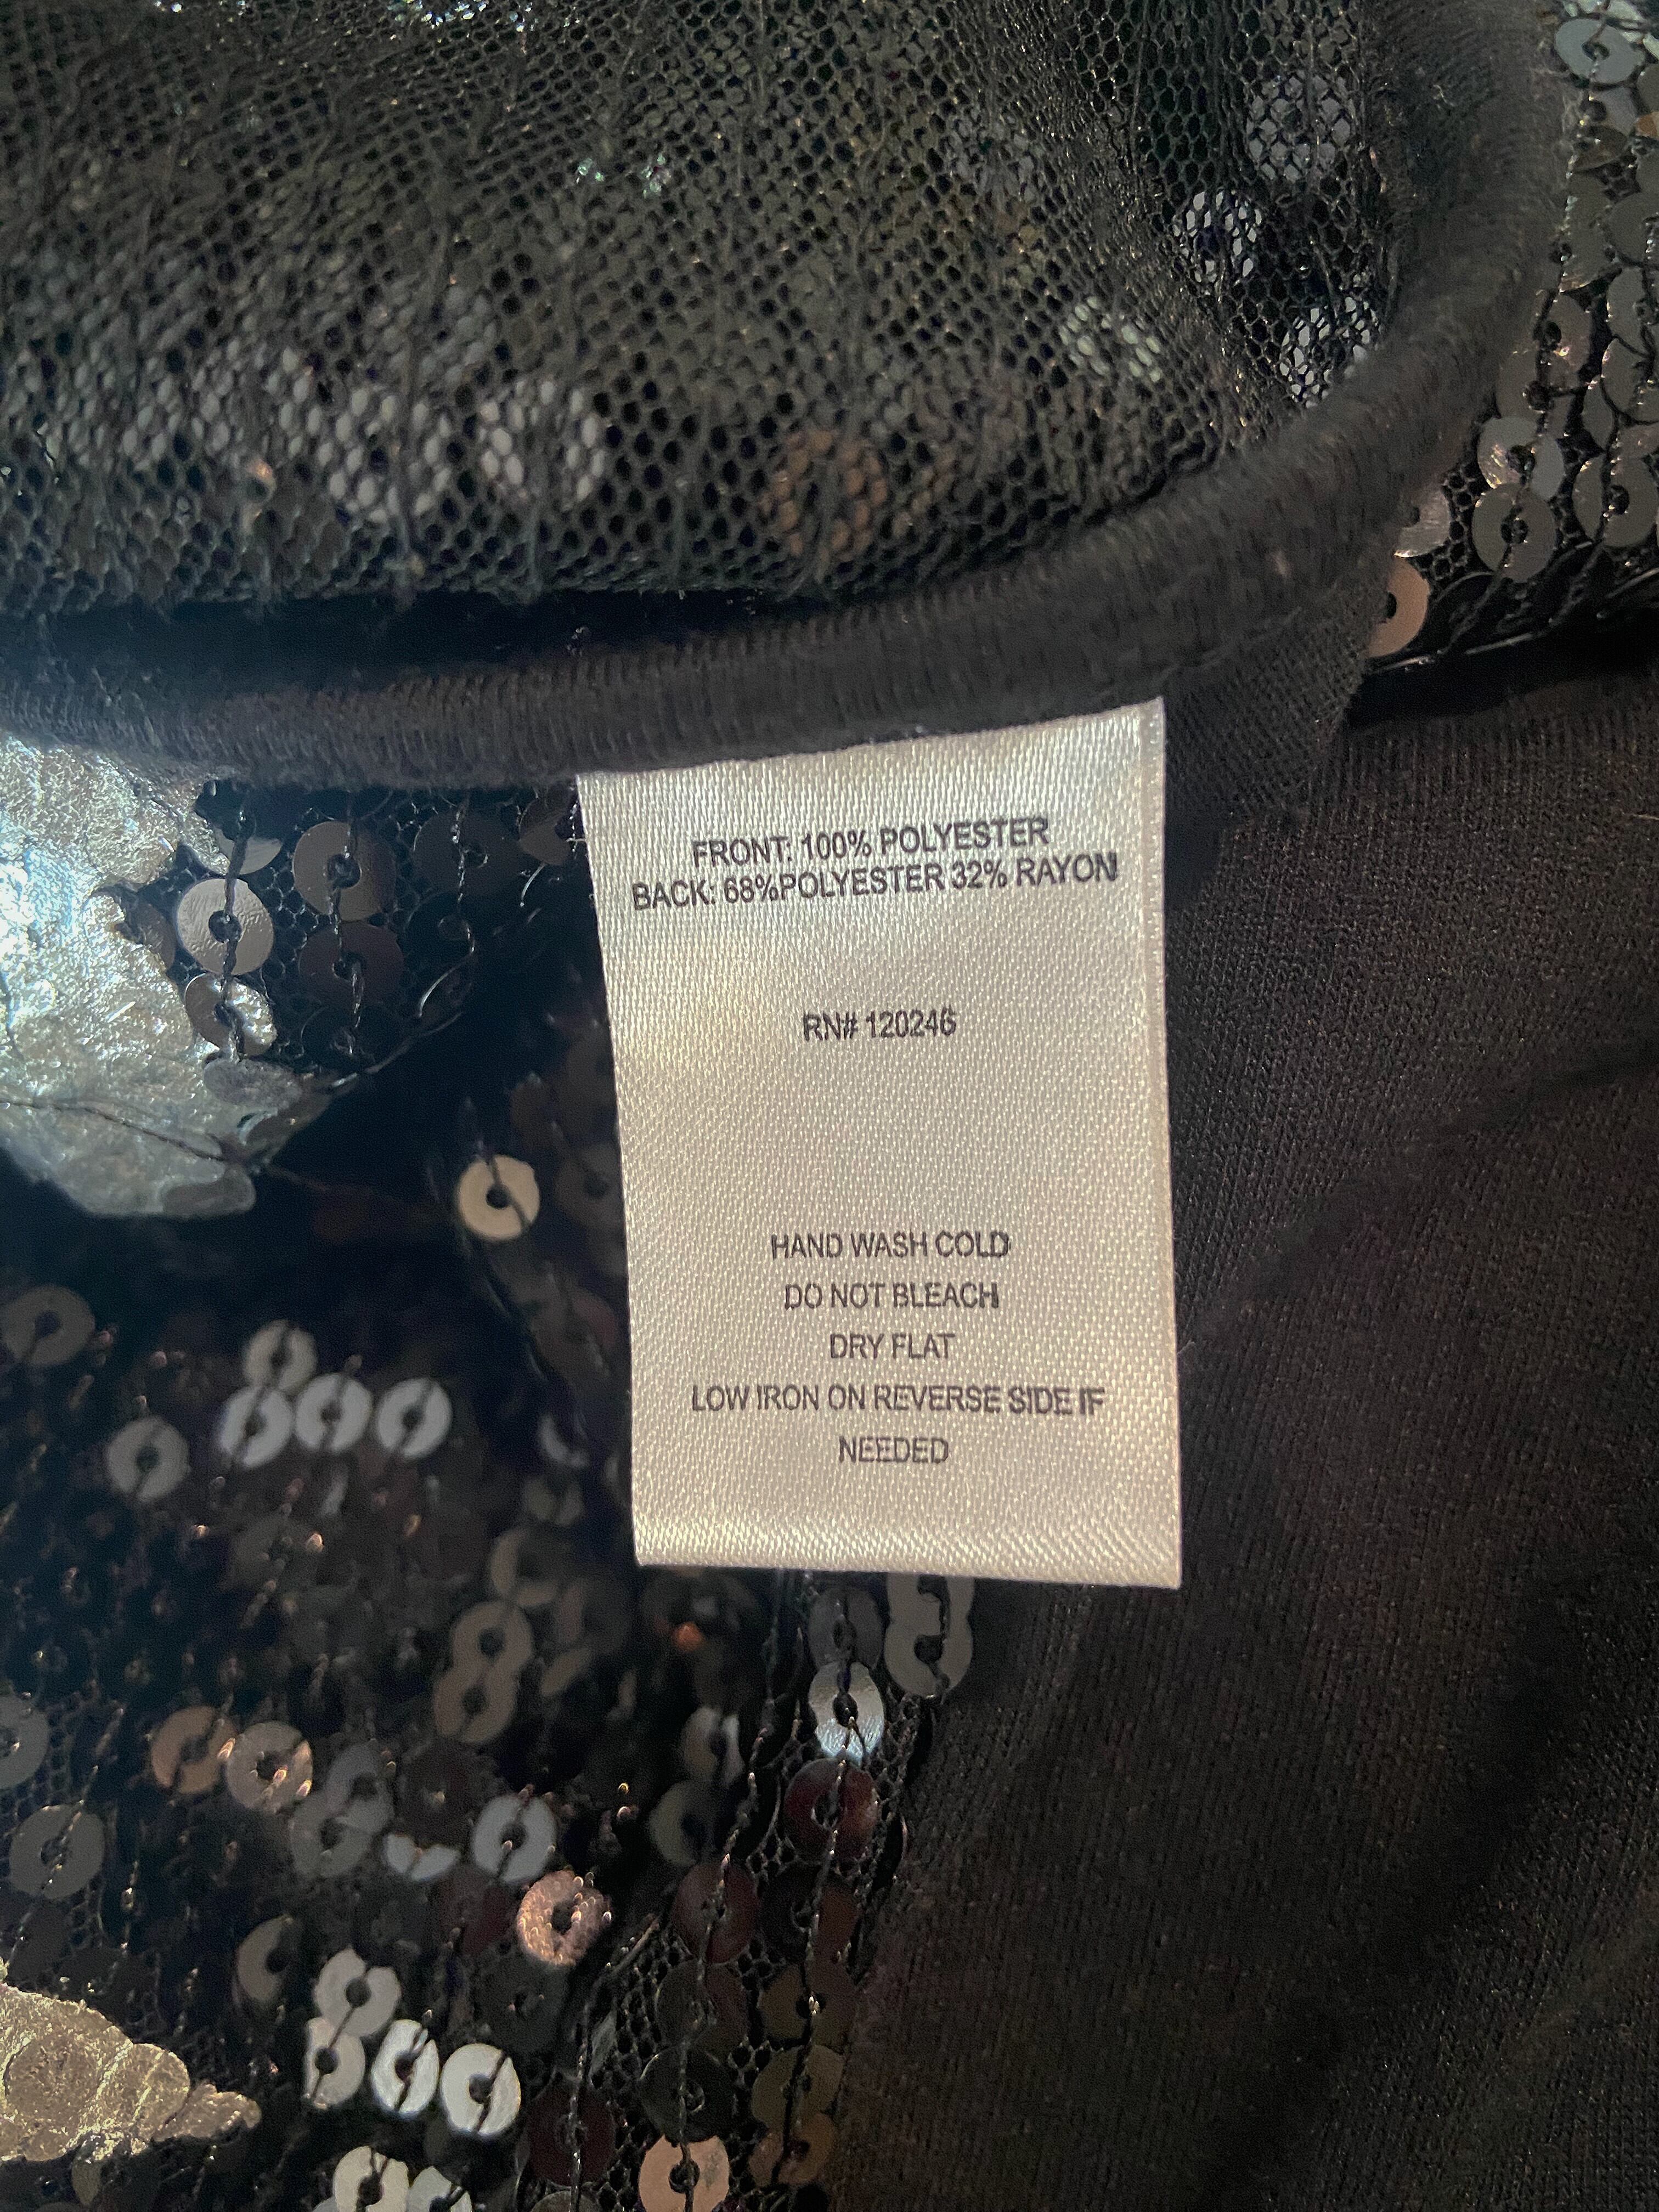 FRONT: 100% POLYESTER
BACK: 68%POLYESTER 32% RAYON
RN# 120246
HAND WASH COLD
DO NOT BLEACH
DRY FLAT
LOW IRON ON REVERSE SIDE IF
NEEDED